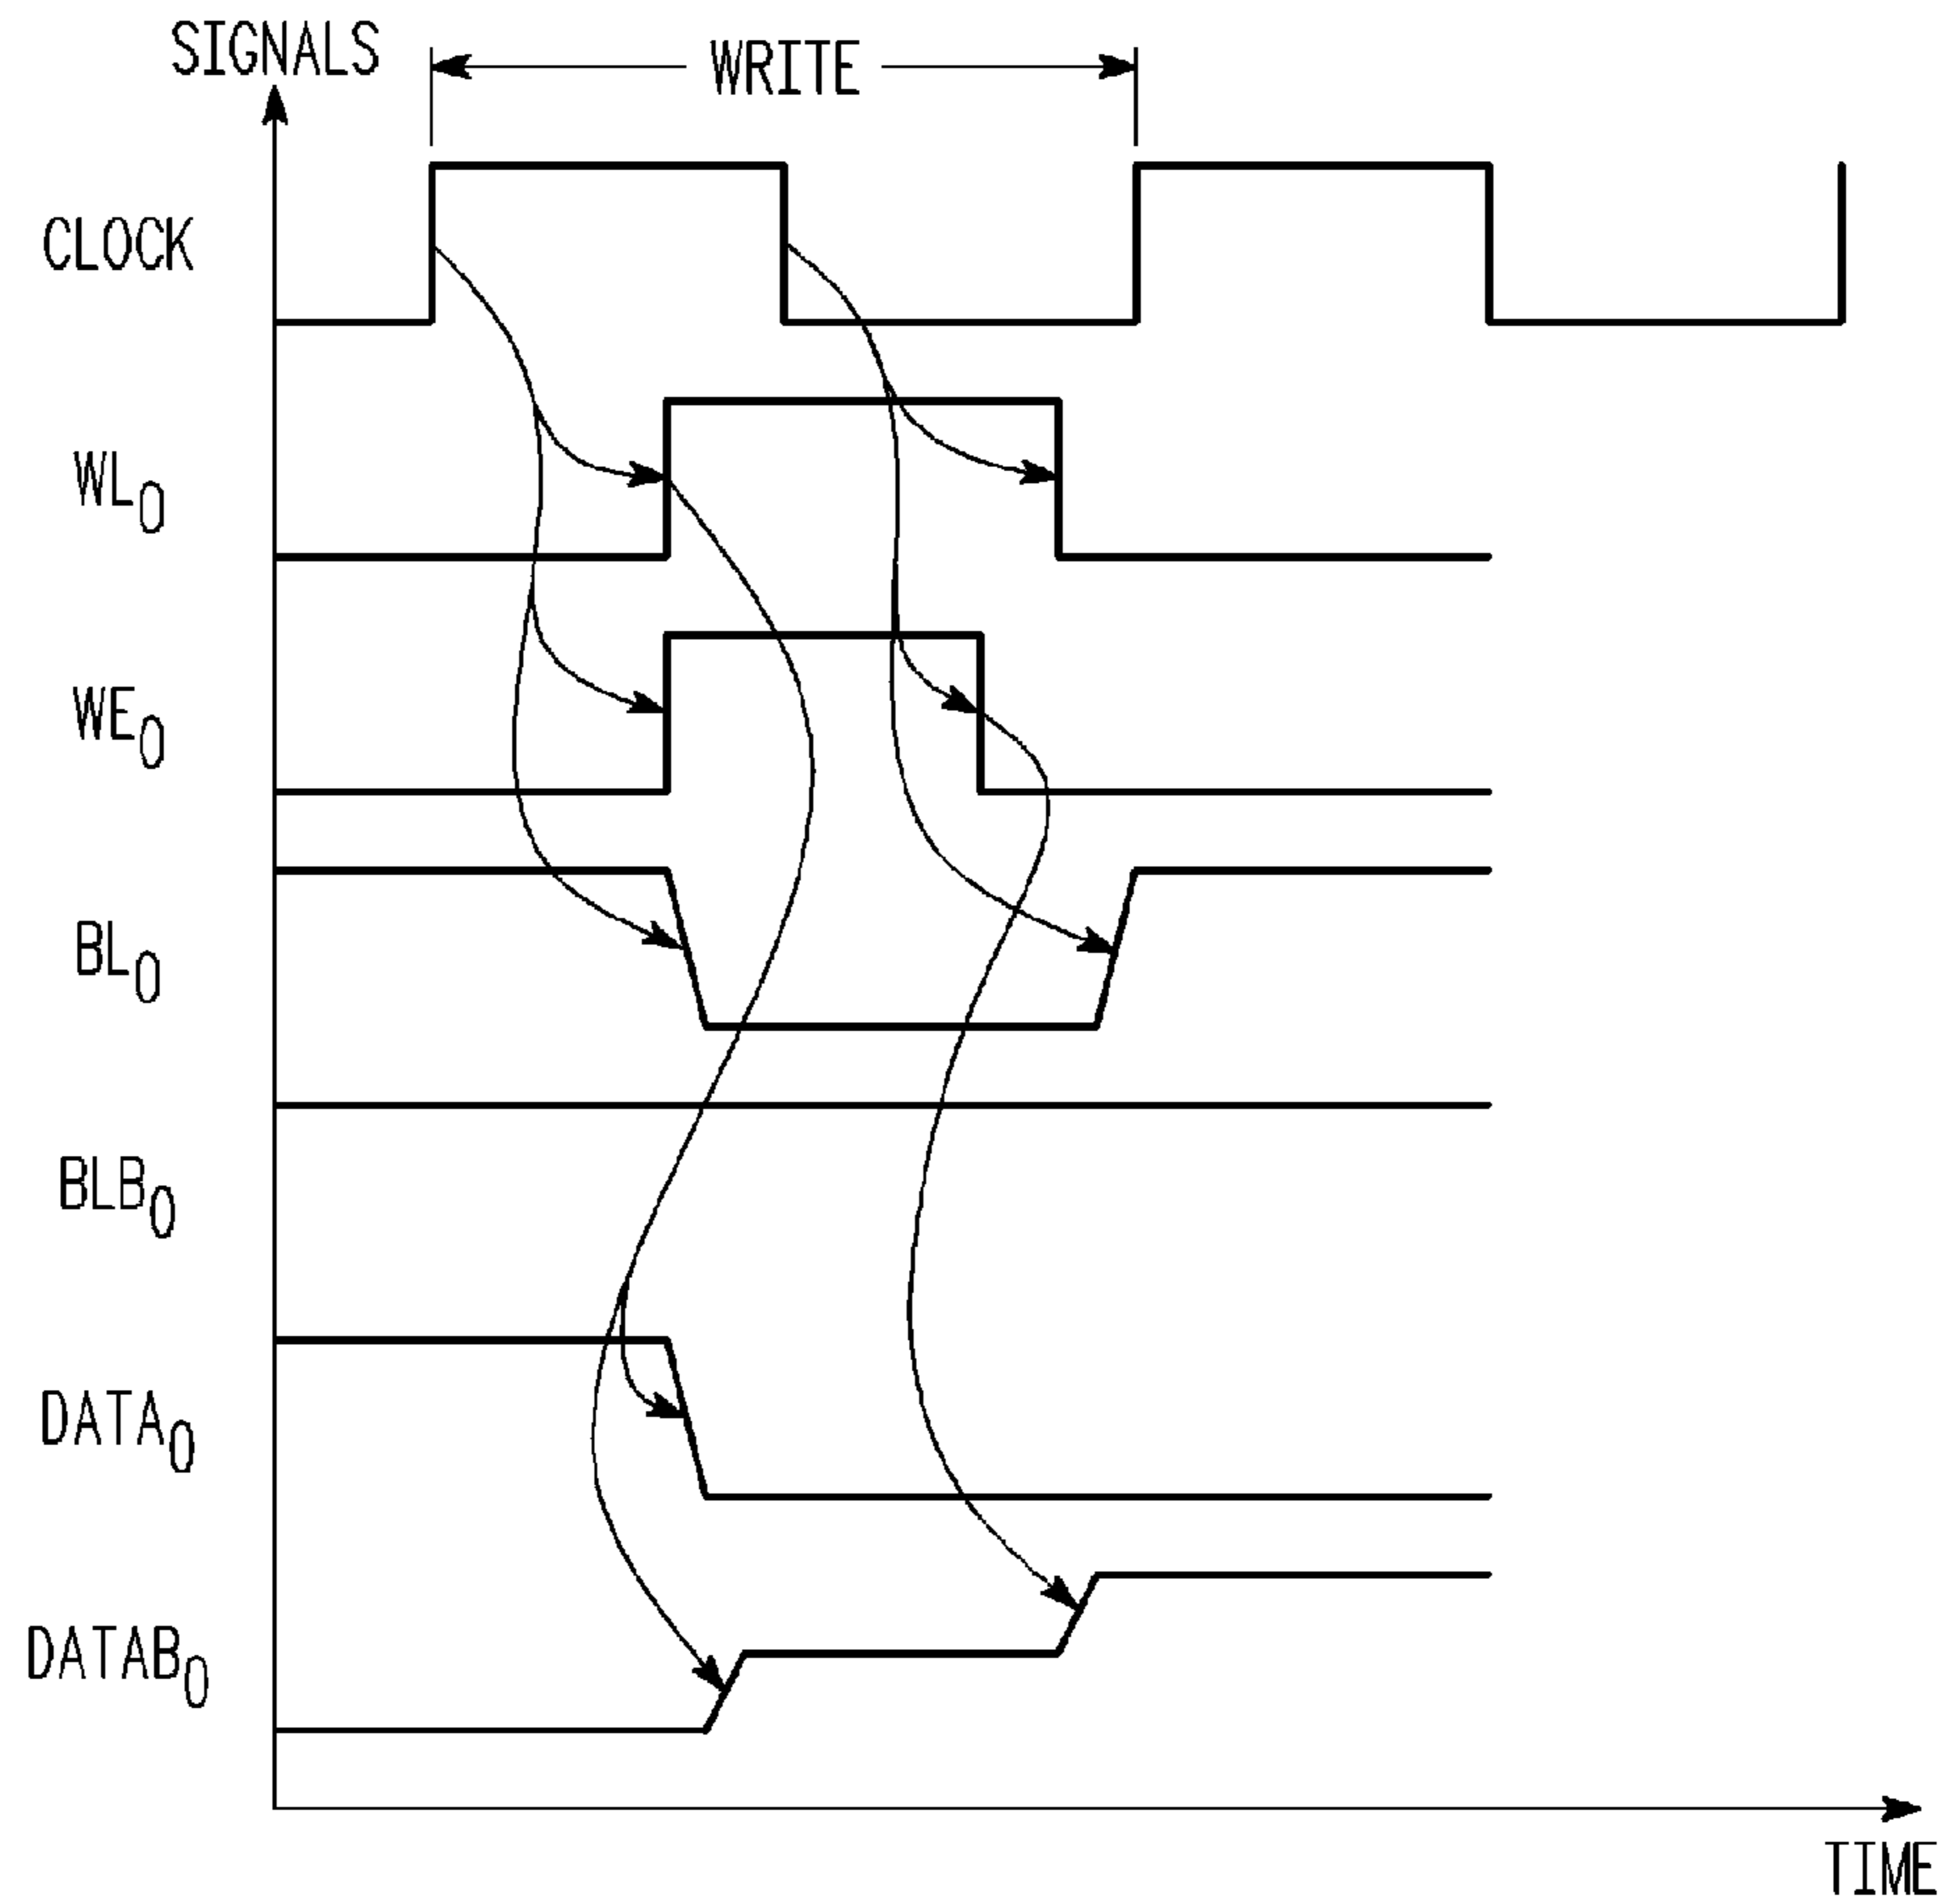 SIGNALS
WRITE
CLOCK
WL0
WE0
BL0
BLB0
DATA0
DATAB0
TIME